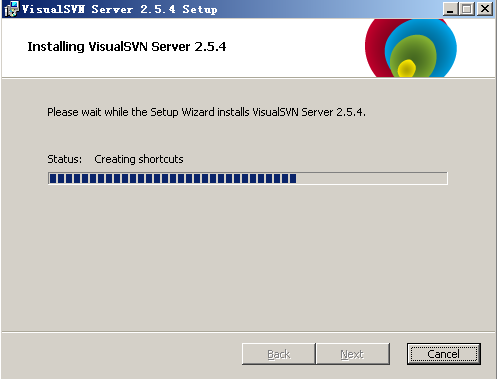 VisualSVN Server 2.5.4 Setup
Installing VisualSVN Server 2.5.4
Please wait while the Setup Wizard installs VisualSVN Server 2.5.4.
Status: Creating shortcuts
Back Next Cancel